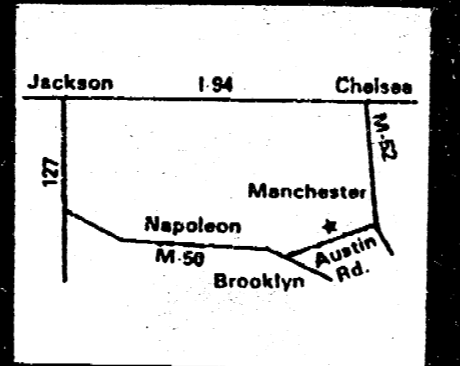 Jackson
I-94
Chelsea
127
M-52
Manchester
Napoleon
M-50
Austin
Rd.
Brooklyn